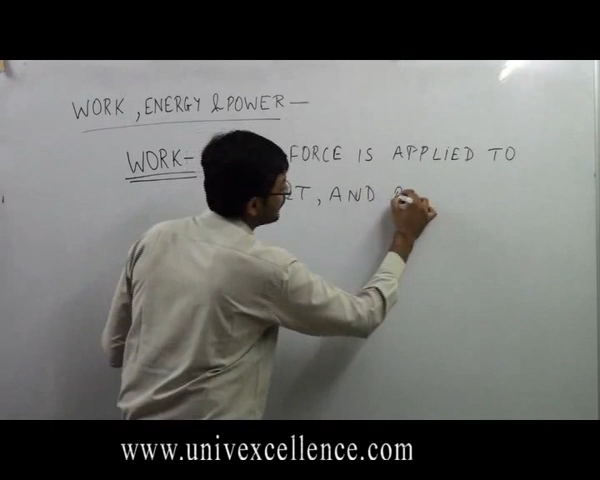 WORK, ENERGY & POWER —
WORK- FORCE IS APPLIED TO
T, AND
www.univexcellence.com